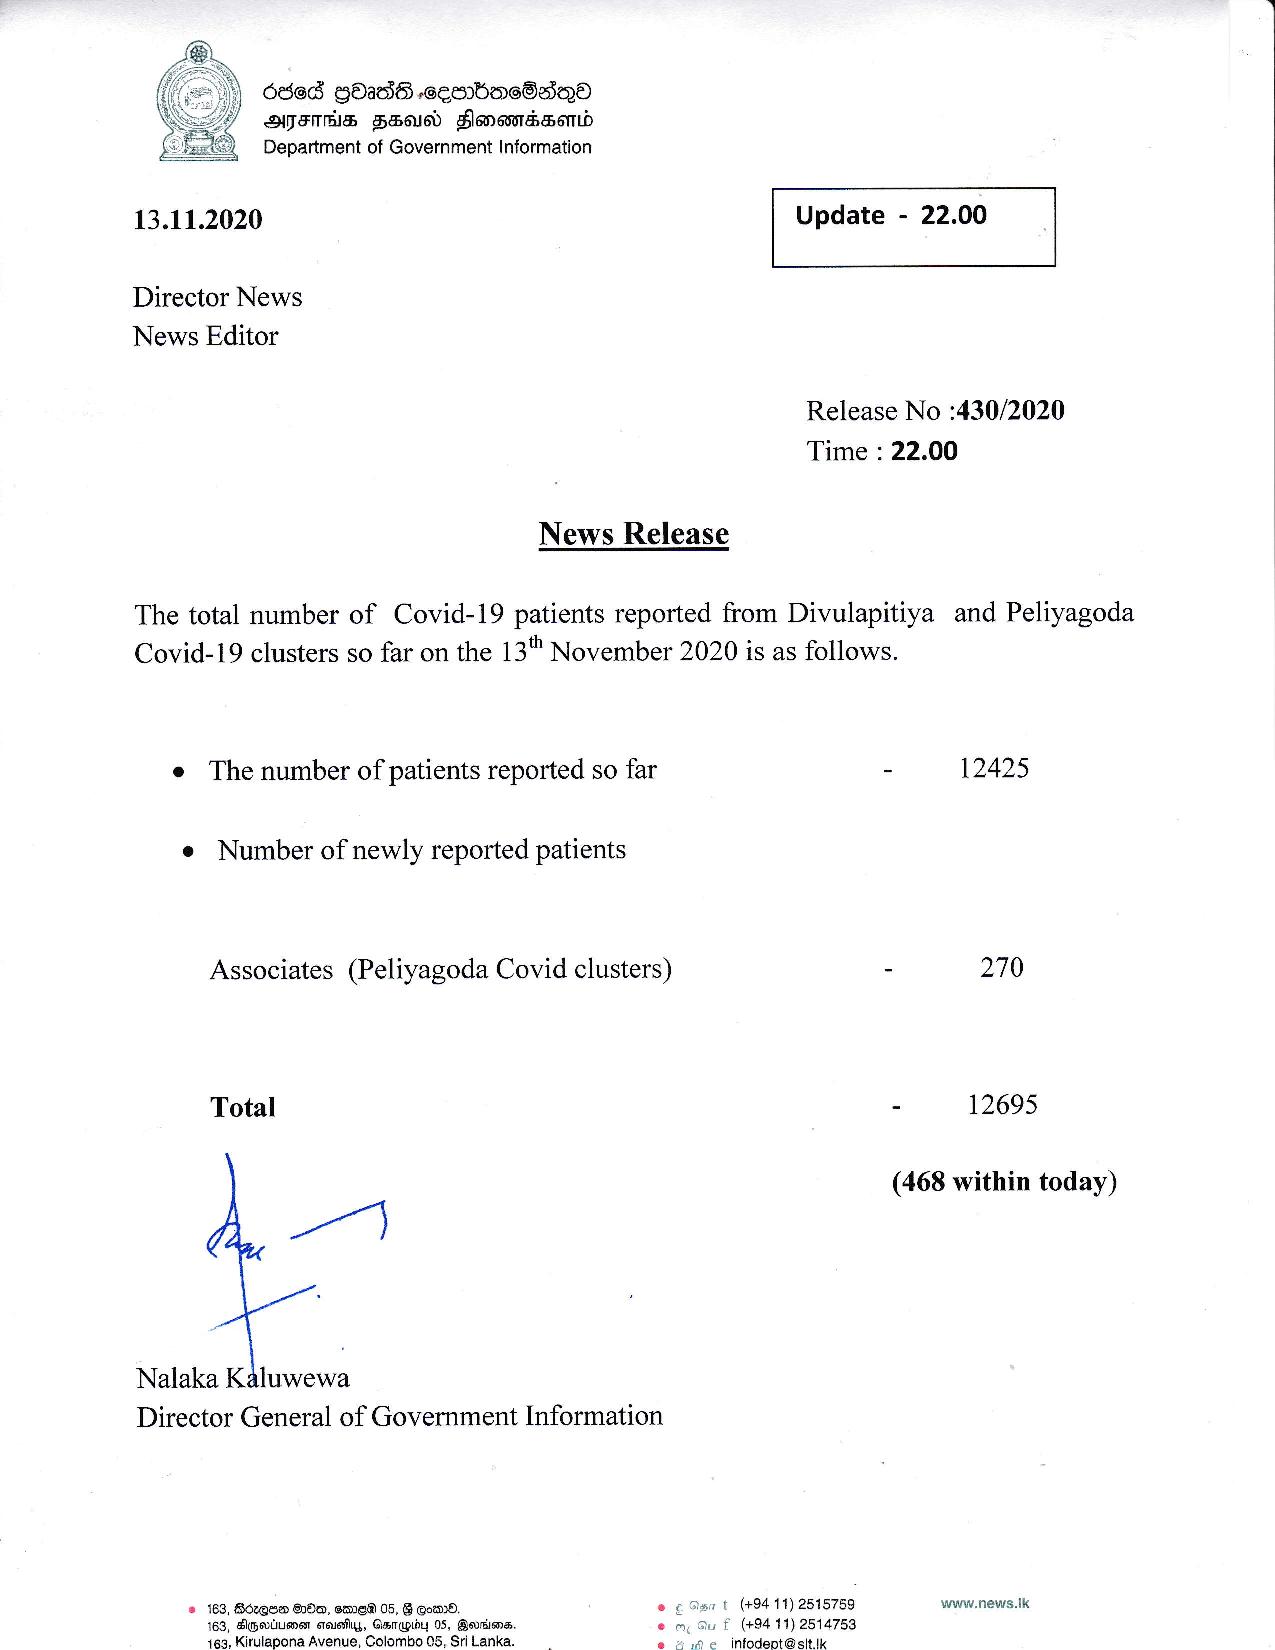 රජයේ ප්‍රවෘත්ති දෙපාර්තමේන්තුව
அரசாங்க தகவல் திணைக்களம்
Department of Government Information
13.11.2020
Update - 22.00
Director News
News Editor
Release No :430/2020
Time : 22.00
News Release
The total number of Covid-19 patients reported from Divulapitiya and Peliyagoda
Covid-19 clusters so far on the 13th November 2020 is as follows.
• The number of patients reported so far - 12425
• Number of newly reported patients
Associates (Peliyagoda Covid clusters) - 270
Total - 12695
(468 within today)
Nalaka Kaluwewa
Director General of Government Information
• 163, කිරුලපන මාවත, කොළඹ 05, ශ්‍රී ලංකාව.
163, கிருலப்பனை எவனியு, கொழும்பு 05, இலங்கை.
163, Kirulapona Avenue, Colombo 05, Sri Lanka.
• දු தொ t (+94 11) 2515759
• ෆැ பெ f (+94 11) 2514753
• ඊ மி e infodept@slt.lk
www.news.lk